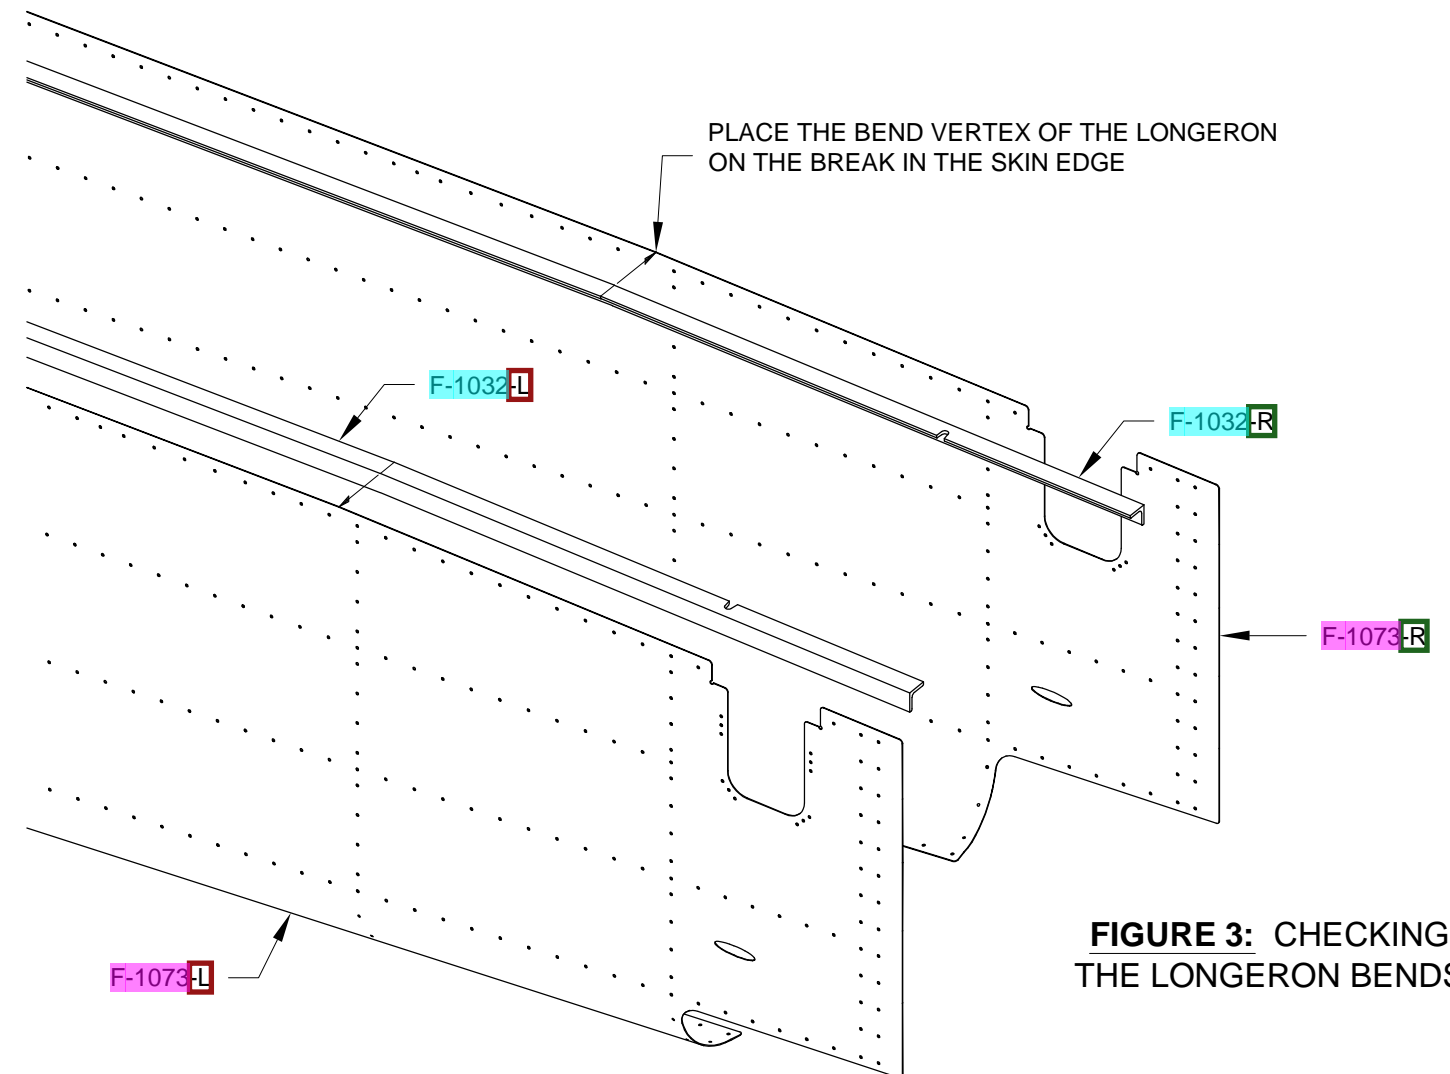 PLACE THE BEND VERTEX OF THE LONGERON
ON THE BREAK IN THE SKIN EDGE
F-1032-L
F-1032-R
F-1073-R
F-1073-L
FIGURE 3: CHECKING
THE LONGERON BENDS